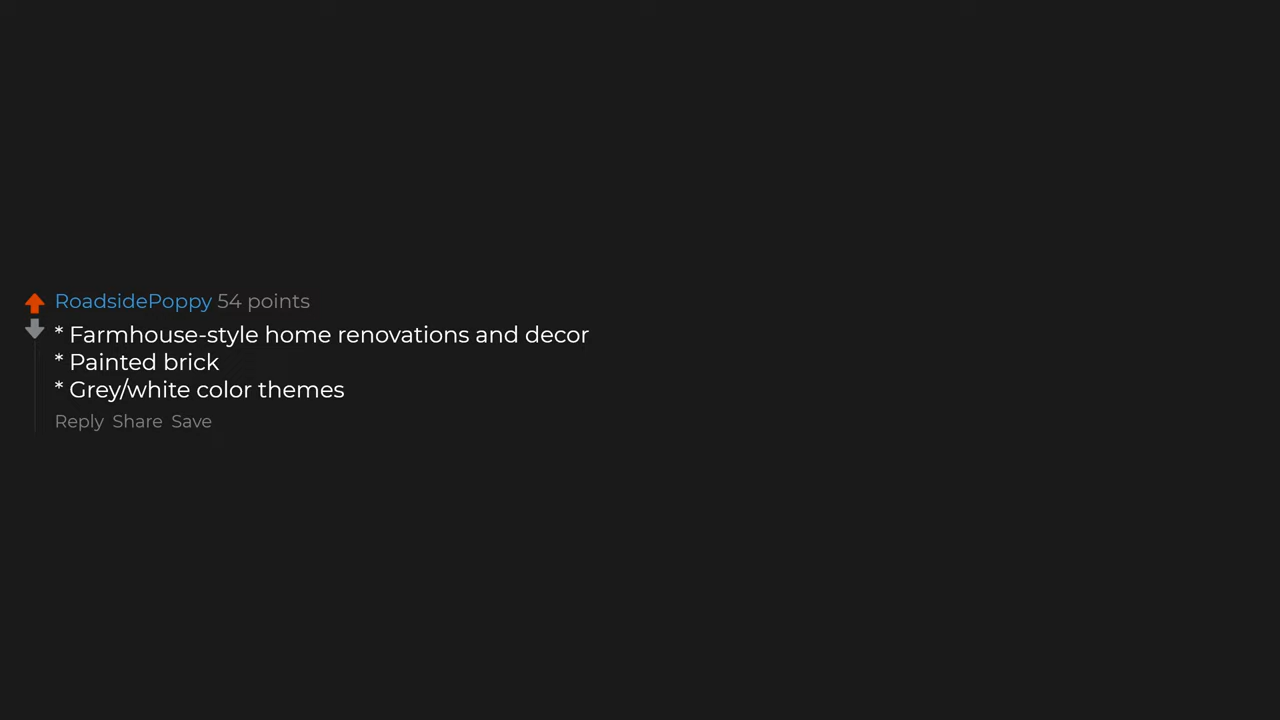 RoadsidePoppy 54 points
* Farmhouse-style home renovations and decor
* Painted brick
* Grey/white color themes
Reply Share Save